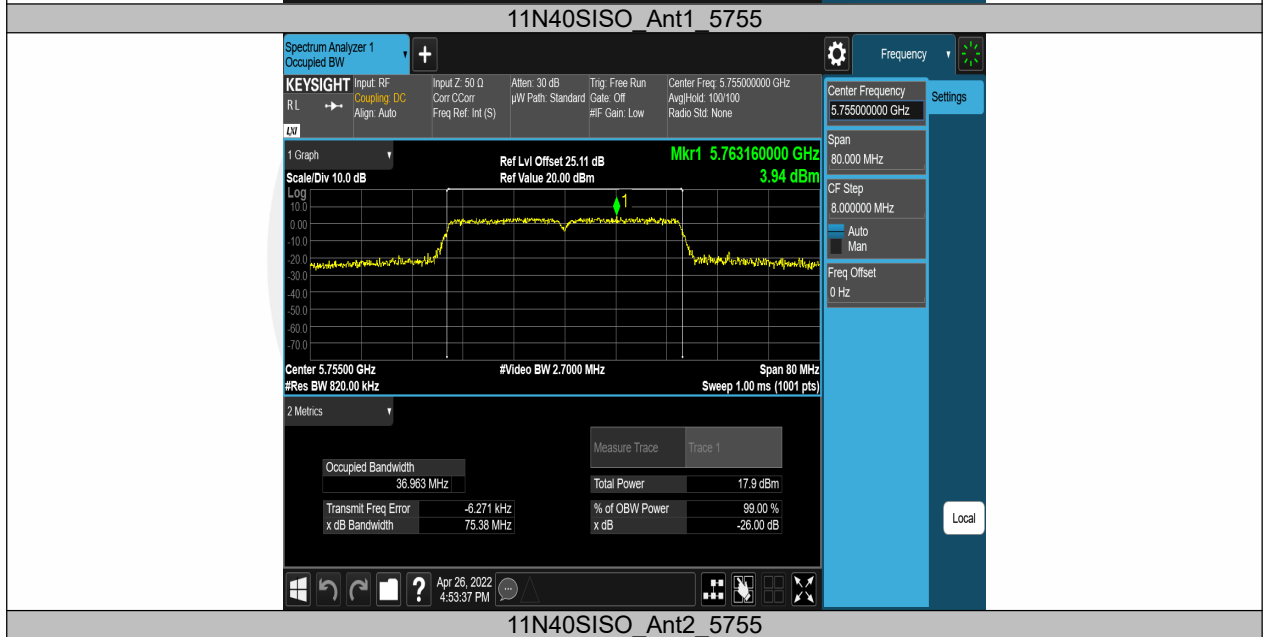 11N40SISO_Ant1_5755
Spectrum Analyzer 1
Occupied BW
+
Frequency
KEYSIGHT
R L
LXI
Input: RF
Coupling: DC
Align: Auto
Input Z: 50 Ω
Corr CCorr
Freq Ref: Int (S)
Atten: 30 dB
µW Path: Standard
Trig: Free Run
Gate: Off
#IF Gain: Low
Center Freq: 5.755000000 GHz
Avg|Hold: 100/100
Radio Std: None
Center Frequency
5.755000000 GHz
Settings
Span
80.000 MHz
CF Step
8.000000 MHz
Auto
Man
Freq Offset
0 Hz
1 Graph
Scale/Div 10.0 dB
Ref Lvl Offset 25.11 dB
Ref Value 20.00 dBm
Mkr1 5.763160000 GHz
3.94 dBm
Log
10.0
0.00
-10.0
-20.0
-30.0
-40.0
-50.0
-60.0
-70.0
1
Center 5.75500 GHz
#Video BW 2.7000 MHz
Span 80 MHz
#Res BW 820.00 kHz
Sweep 1.00 ms (1001 pts)
2 Metrics
Measure Trace Trace 1
Occupied Bandwidth
36.963 MHz
Total Power 17.9 dBm
Transmit Freq Error -6.271 kHz
% of OBW Power 99.00 %
x dB Bandwidth 75.38 MHz
x dB -26.00 dB
Local
?
Apr 26, 2022
4:53:37 PM
11N40SISO_Ant2_5755